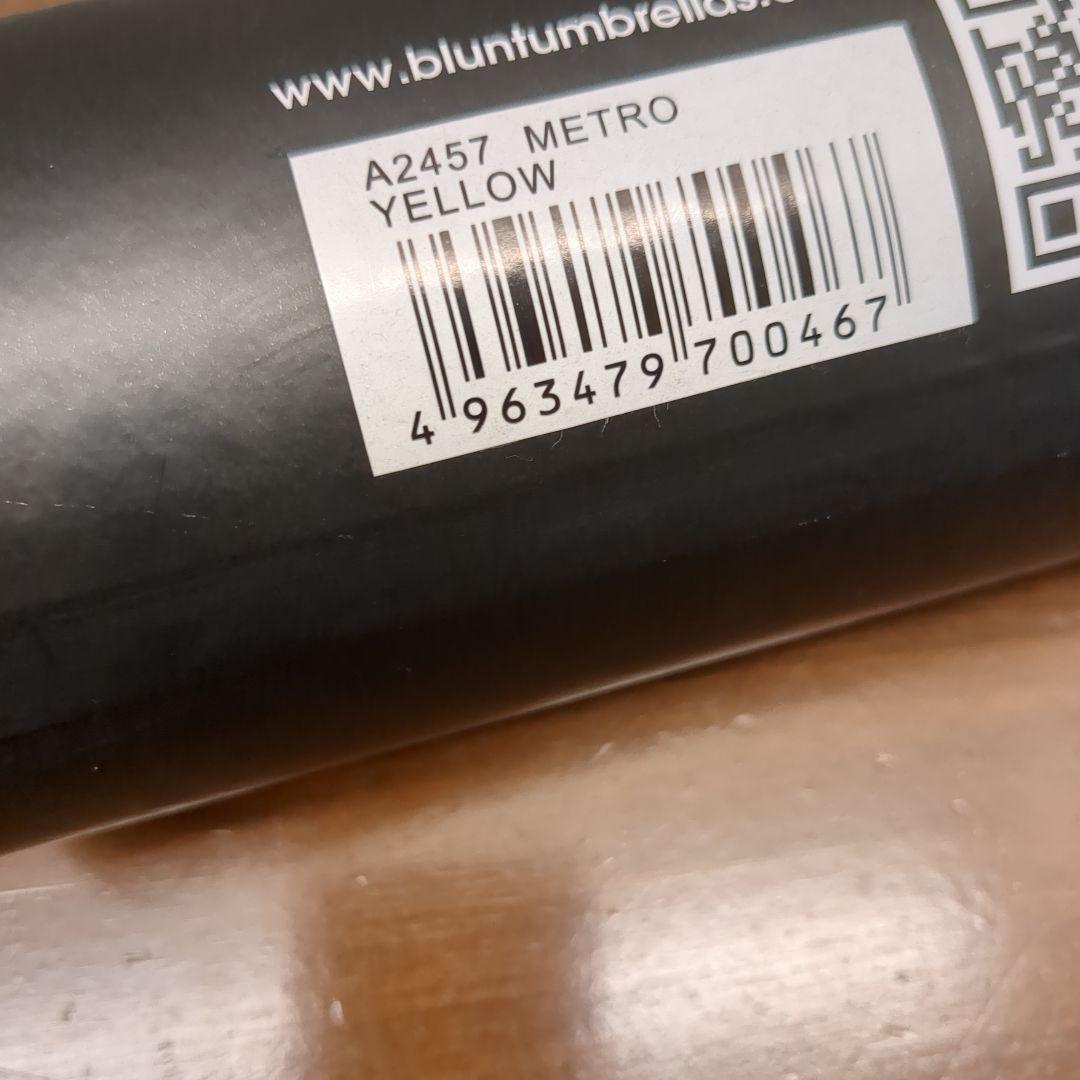 www.bluntumbrellas.
A2457 METRO
YELLOW
4 963479 700467